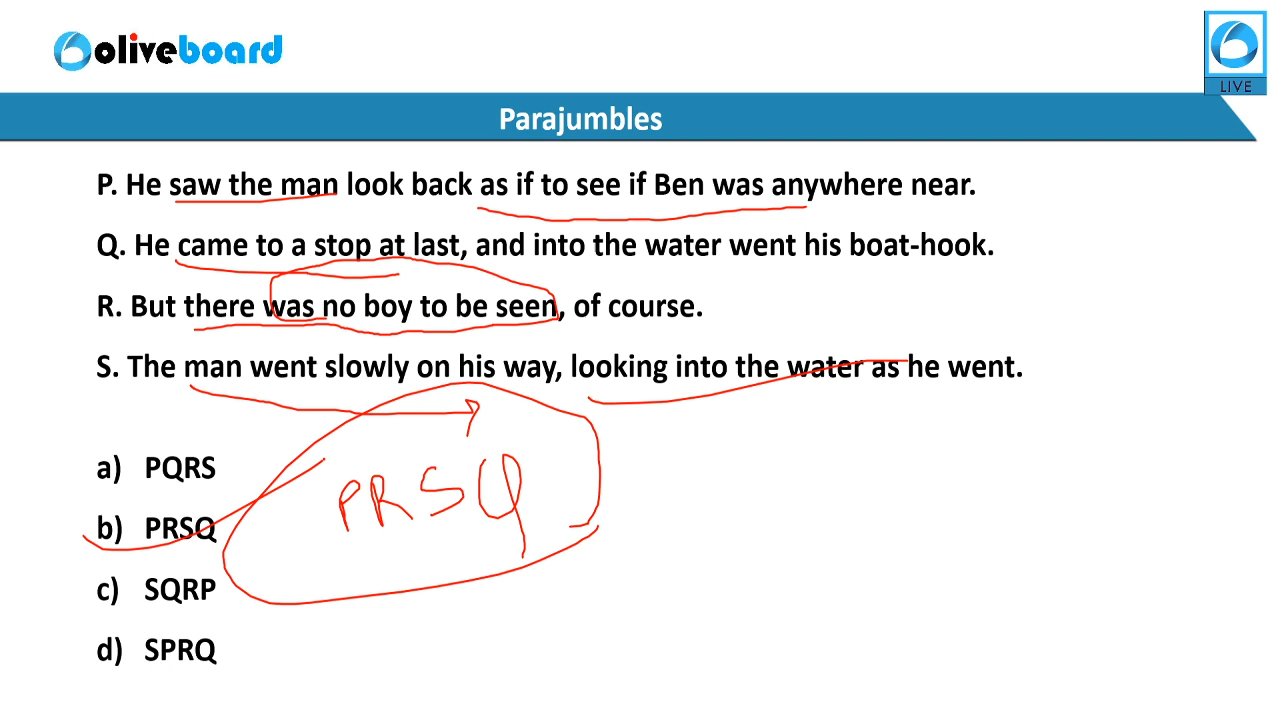 oliveboard
LIVE
Parajumbles
P. He saw the man look back as if to see if Ben was anywhere near.
Q. He came to a stop at last, and into the water went his boat-hook.
R. But there was no boy to be seen, of course.
S. The man went slowly on his way, looking into the water as he went.
a) PQRS
PRSQ
b) PRSQ
c) SQRP
d) SPRQ